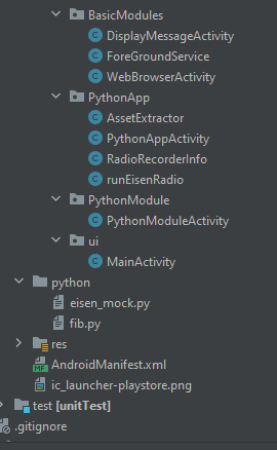 BasicModules
DisplayMessageActivity
ForeGroundService
WebBrowserActivity
PythonApp
AssetExtractor
PythonAppActivity
RadioRecorderInfo
runEisenRadio
PythonModule
PythonModuleActivity
ui
MainActivity
python
eisen_mock.py
fib.py
res
AndroidManifest.xml
ic_launcher-playstore.png
test [unitTest]
.gitignore